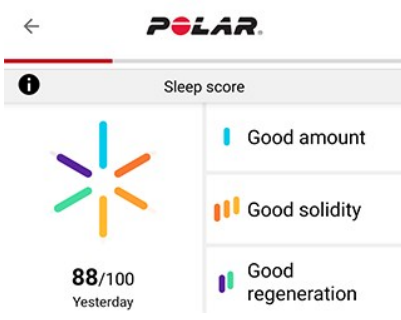 POLAR.
Sleep score
Good amount
Good solidity
88/100
Yesterday
Good
regeneration